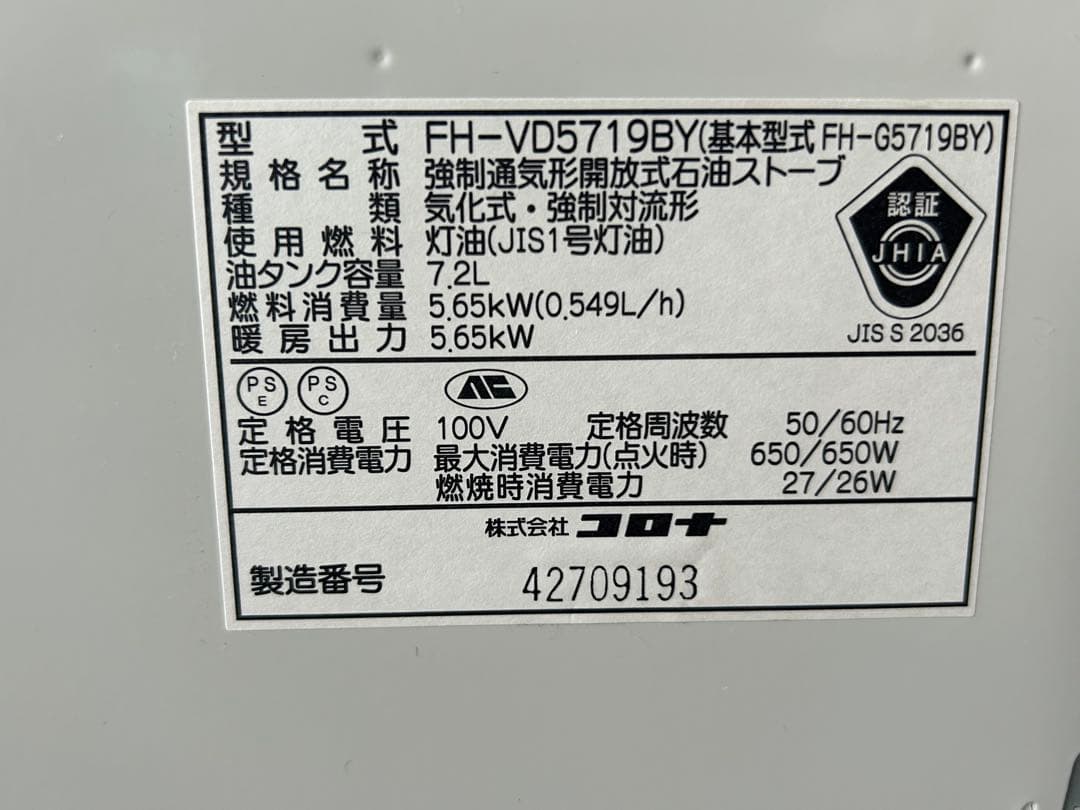 型式 FH-VD5719BY(基本型式 FH-G5719BY)
規格名称 強制通気形開放式石油ストーブ
種類 気化式・強制対流形
使用燃料 灯油(JIS1号灯油)
油タンク容量 7.2L
燃料消費量 5.65kW(0.549L/h)
暖房出力 5.65kW
認証
JHIA
JIS S 2036
PS E PS C
定格電圧 100V 定格周波数 50/60Hz
定格消費電力 最大消費電力(点火時) 650/650W
燃焼時消費電力 27/26W
株式会社 コロナ
製造番号 42709193